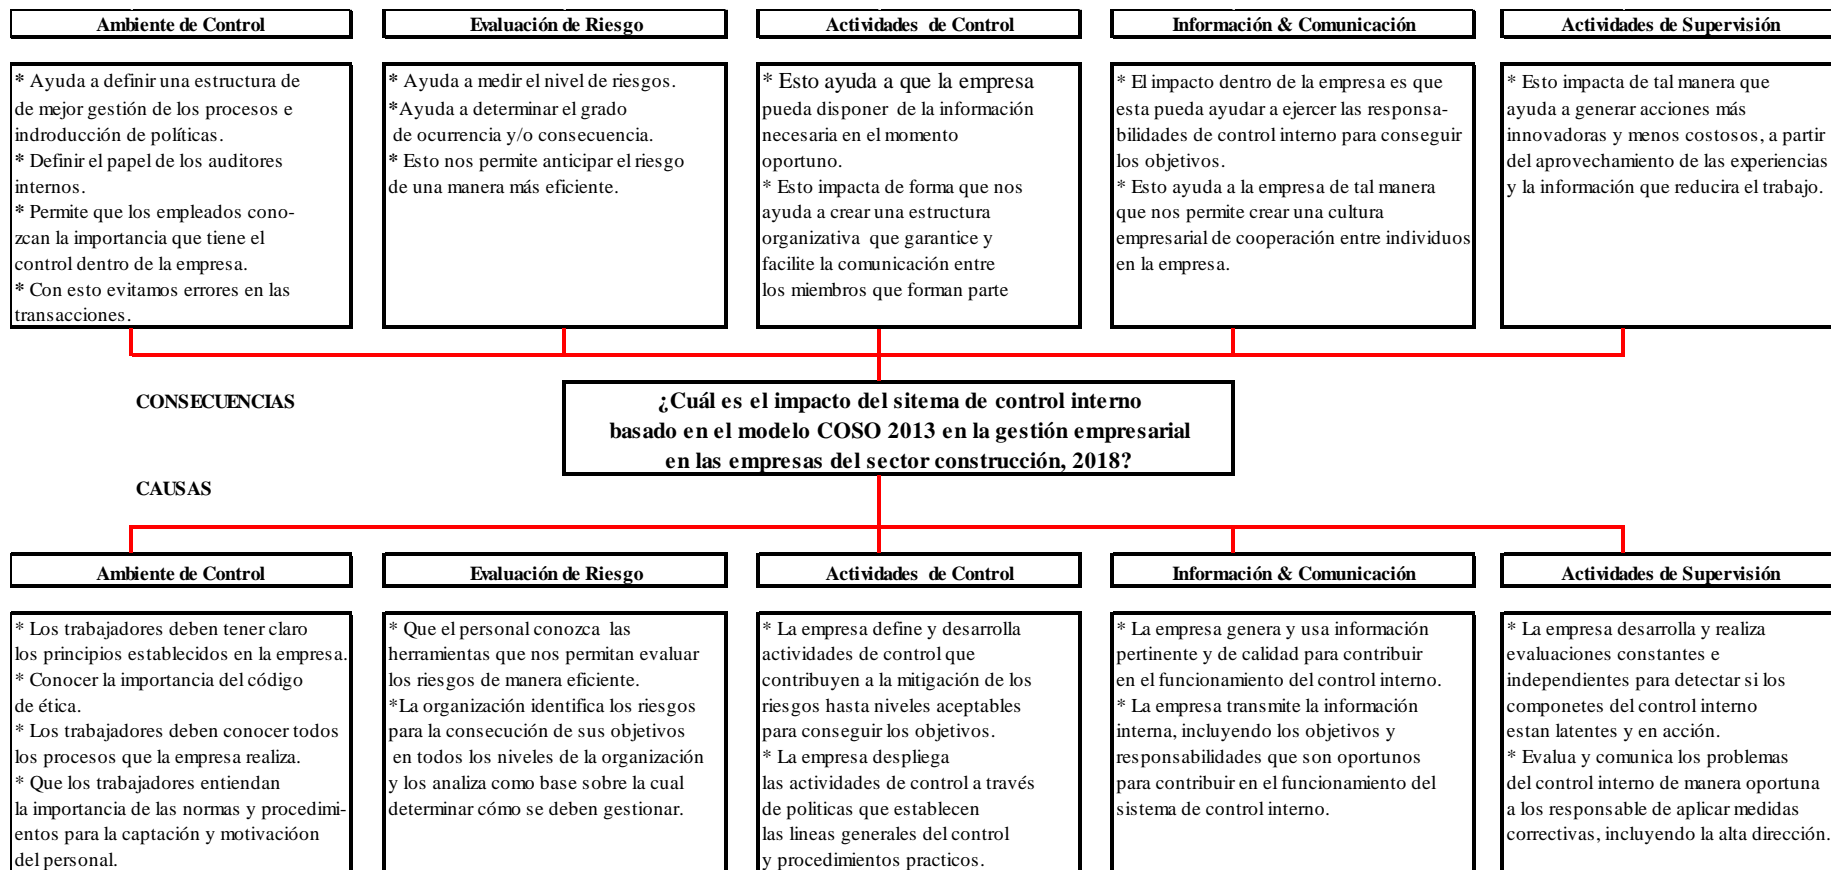 Ambiente de Control
* Ayuda a definir una estructura de
de mejor gestión de los procesos e
indroducción de políticas.
* Definir el papel de los auditores
internos.
* Permite que los empleados cono-
zcan la importancia que tiene el
control dentro de la empresa.
* Con esto evitamos errores en las
transacciones.
Evaluación de Riesgo
* Ayuda a medir el nivel de riesgos.
*Ayuda a determinar el grado
de ocurrencia y/o consecuencia.
* Esto nos permite anticipar el riesgo
de una manera más eficiente.
Actividades de Control
* Esto ayuda a que la empresa
pueda disponer de la información
necesaria en el momento
oportuno.
* Esto impacta de forma que nos
ayuda a crear una estructura
organizativa que garantice y
facilite la comunicación entre
los miembros que forman parte
Información & Comunicación
* El impacto dentro de la empresa es que
esta pueda ayudar a ejercer las responsa-
bilidades de control interno para conseguir
los objetivos.
* Esto ayuda a la empresa de tal manera
que nos permite crear una cultura
empresarial de cooperación entre individuos
en la empresa.
Actividades de Supervisión
* Esto impacta de tal manera que
ayuda a generar acciones más
innovadoras y menos costosos, a partir
del aprovechamiento de las experiencias
y la información que reducira el trabajo.
CONSECUENCIAS
¿Cuál es el impacto del sitema de control interno
basado en el modelo COSO 2013 en la gestión empresarial
en las empresas del sector construcción, 2018?
CAUSAS
Ambiente de Control
* Los trabajadores deben tener claro
los principios establecidos en la empresa.
* Conocer la importancia del código
de ética.
* Los trabajadores deben conocer todos
los procesos que la empresa realiza.
* Que los trabajadores entiendan
la importancia de las normas y procedimi-
entos para la captación y motivacióon
del personal.
Evaluación de Riesgo
* Que el personal conozca las
herramientas que nos permitan evaluar
los riesgos de manera eficiente.
*La organización identifica los riesgos
para la consecución de sus objetivos
en todos los niveles de la organización
y los analiza como base sobre la cual
determinar cómo se deben gestionar.
Actividades de Control
* La empresa define y desarrolla
actividades de control que
contribuyen a la mitigación de los
riesgos hasta niveles aceptables
para conseguir los objetivos.
* La empresa despliega
las actividades de control a través
de politicas que establecen
las lineas generales del control
y procedimientos practicos.
Información & Comunicación
* La empresa genera y usa información
pertinente y de calidad para contribuir
en el funcionamiento del control interno.
* La empresa transmite la información
interna, incluyendo los objetivos y
responsabilidades que son oportunos
para contribuir en el funcionamiento del
sistema de control interno.
Actividades de Supervisión
* La empresa desarrolla y realiza
evaluaciones constantes e
independientes para detectar si los
componetes del control interno
estan latentes y en acción.
* Evalua y comunica los problemas
del control interno de manera oportuna
a los responsable de aplicar medidas
correctivas, incluyendo la alta dirección.